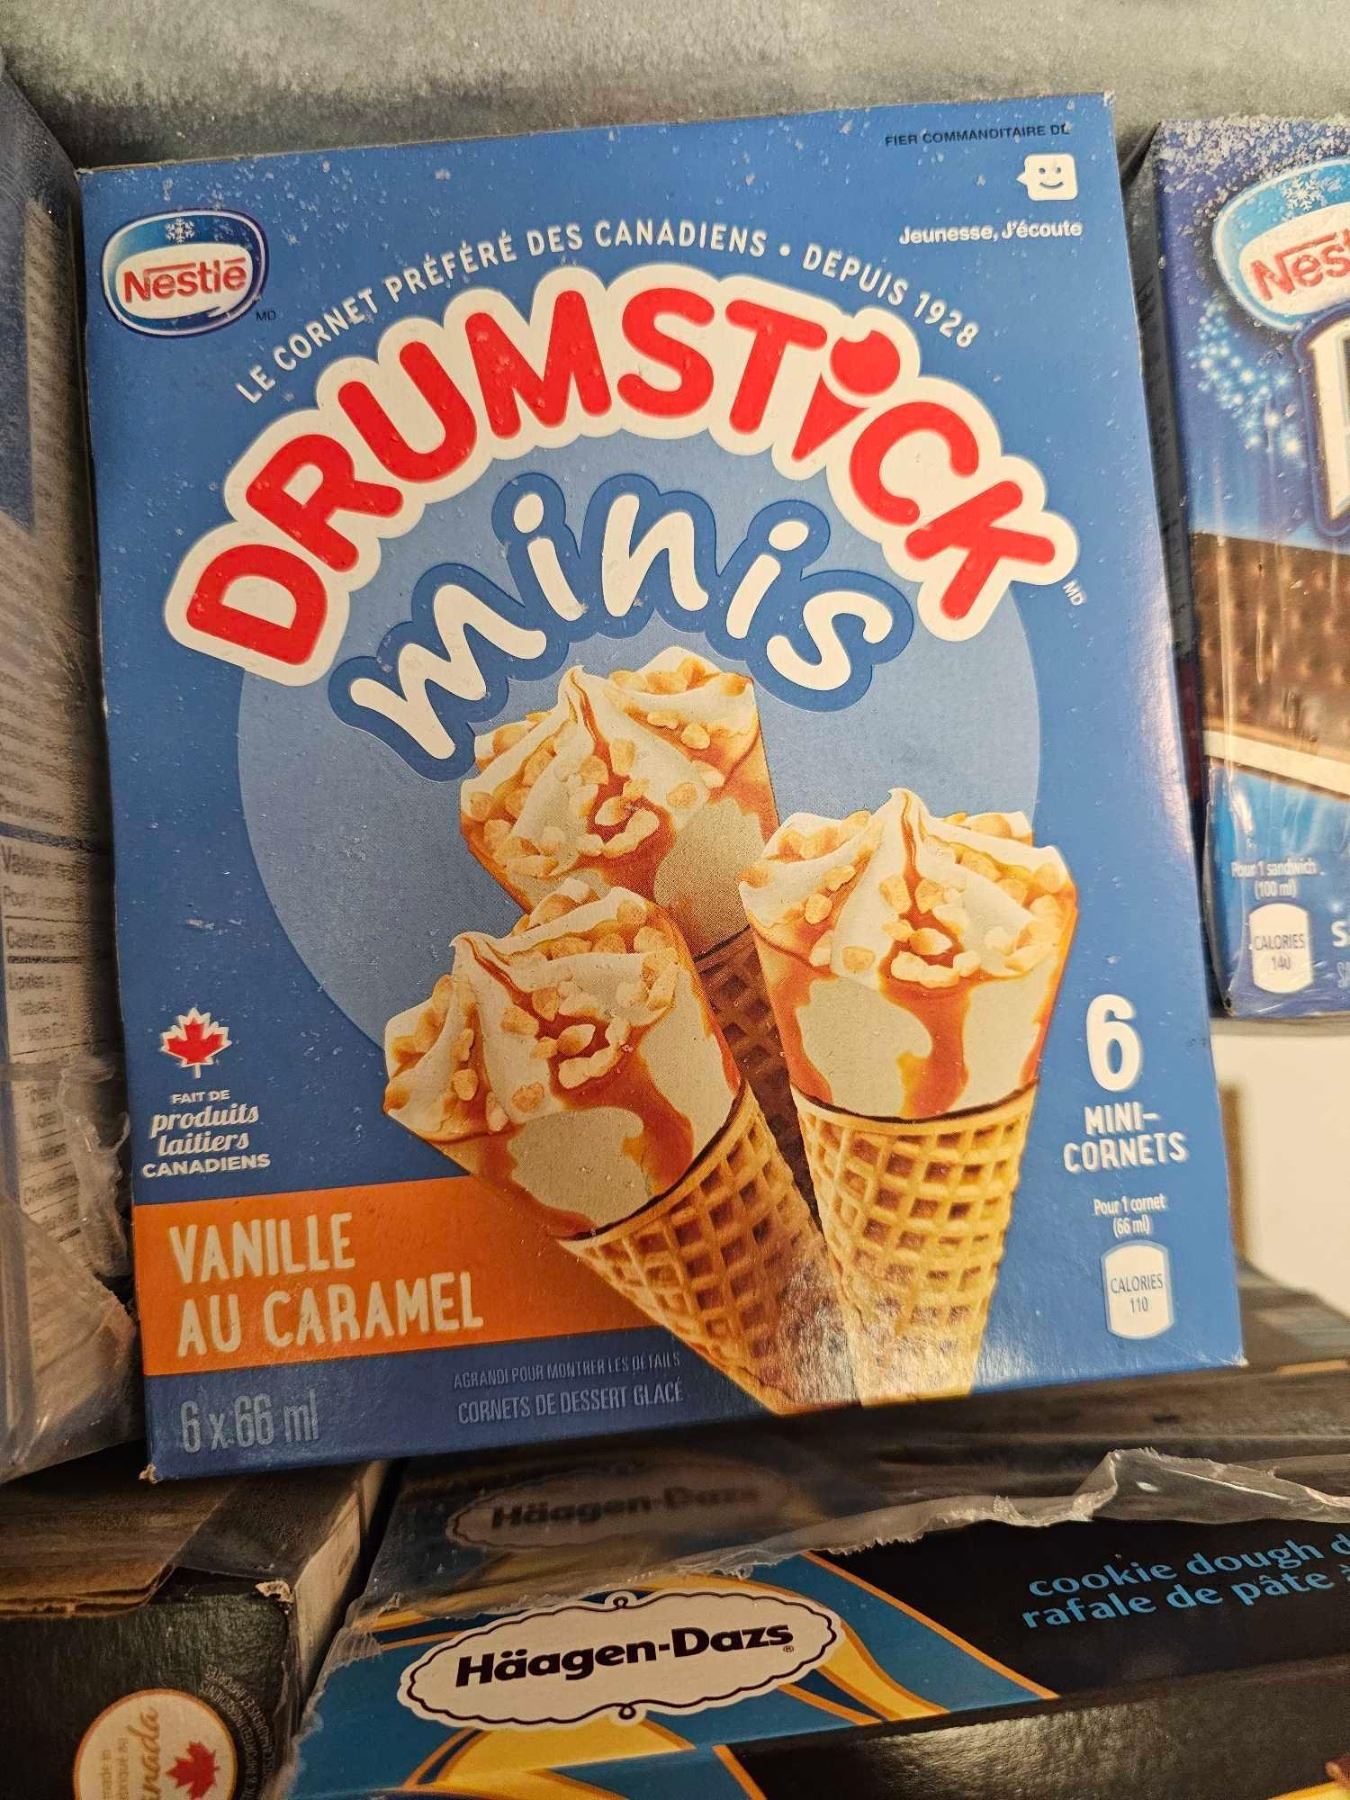 FIER COMMANDITAIRE DE
Jeunesse, J'écoute
Nestlé
MD
LE CORNET PRÉFÉRÉ DES CANADIENS • DEPUIS 1928
DRUMSTICK
MD
minis
FAIT DE
produits
laitiers
CANADIENS
6
MINI-
CORNETS
Pour 1 cornet
(66 ml)
CALORIES
110
VANILLE
AU CARAMEL
6 x 66 ml
AGRANDI POUR MONTRER LES DÉTAILS
CORNETS DE DESSERT GLACÉ
Pour 1 sandwich
(100 ml)
CALORIES
140
Häagen-Dazs
Häagen-Dazs
cookie dough
rafale de pâte